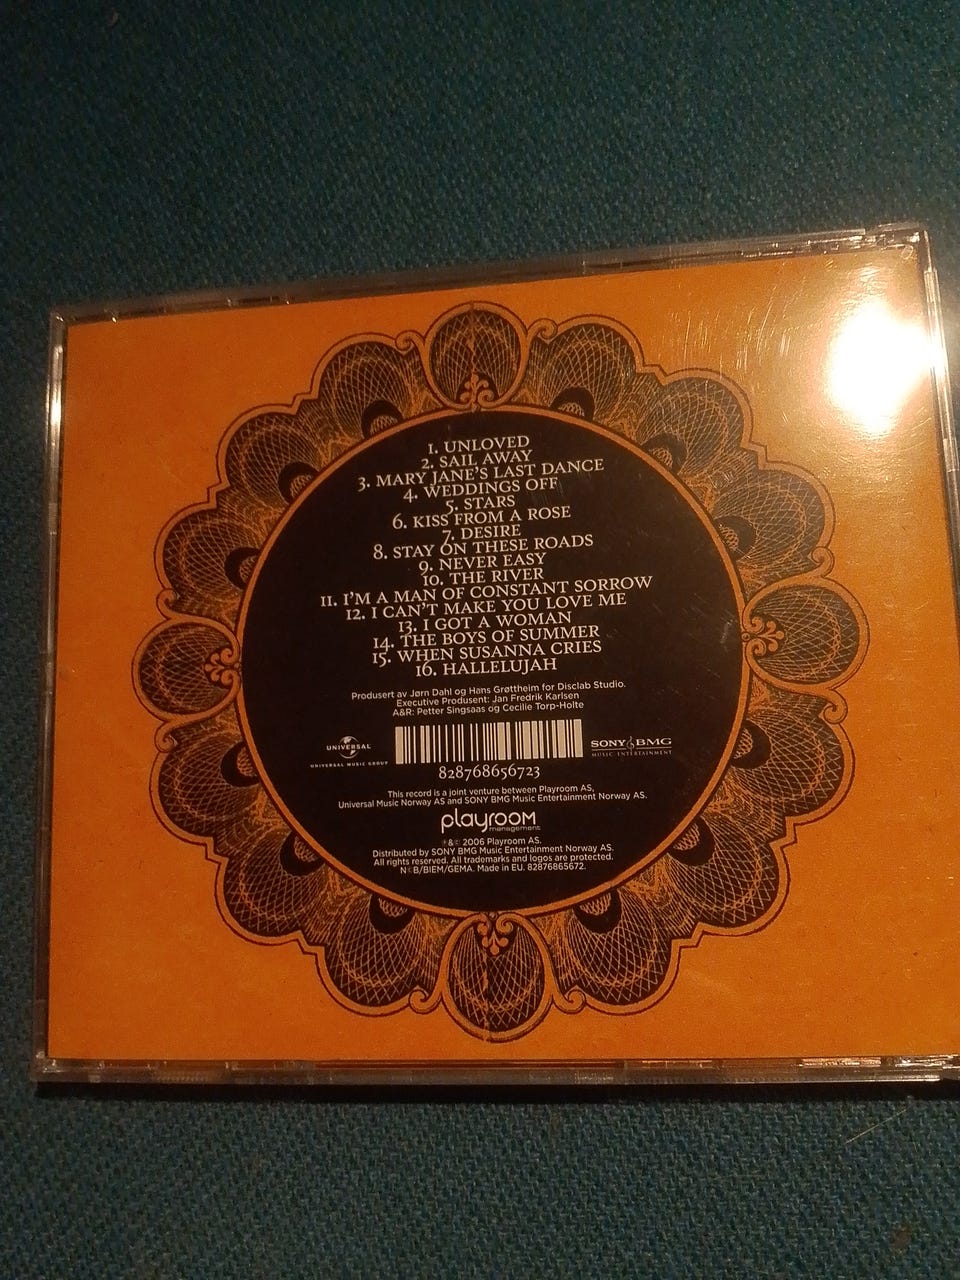 1. UNLOVED
2. SAIL AWAY
3. MARY JANE'S LAST DANCE
4. WEDDINGS OFF
5. STARS
6. KISS FROM A ROSE
7. DESIRE
8. STAY ON THESE ROADS
9. NEVER EASY
10. THE RIVER
11. I'M A MAN OF CONSTANT SORROW
12. I CAN'T MAKE YOU LOVE ME
13. I GOT A WOMAN
14. THE BOYS OF SUMMER
15. WHEN SUSANNA CRIES
16. HALLELUJAH
Produsert av Jørn Dahl og Hans Grøttheim for Disclab Studio.
Executive Produsent: Jan Fredrik Karlsen
A&R: Petter Singsaas og Cecilie Torp-Holte
UNIVERSAL
UNIVERSAL MUSIC GROUP
SONY BMG
MUSIC ENTERTAINMENT
828768656723
This record is a joint venture between Playroom AS,
Universal Music Norway AS and SONY BMG Music Entertainment Norway AS.
playroom
management
℗&© 2006 Playroom AS.
Distributed by SONY BMG Music Entertainment Norway AS.
All rights reserved. All trademarks and logos are protected.
N©B/BIEM/GEMA. Made in EU. 82876865672.